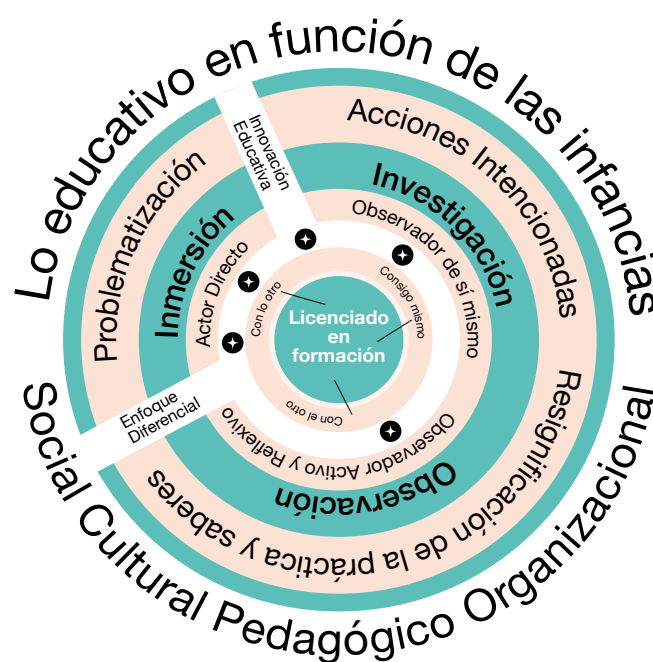 Lo educativo en función de las infancias
Innovación
Educativa
Acciones Intencionadas
Problematización
Investigación
Inmersión
Observador de sí mismo
Actor Directo
Con lo otro
Consigo mismo
Licenciado
en
formación
Con el otro
Enfoque
Diferencial
Observador Activo y Reflexivo
Observación
Resignificación de la práctica y saberes
Social Cultural Pedagógico Organizacional